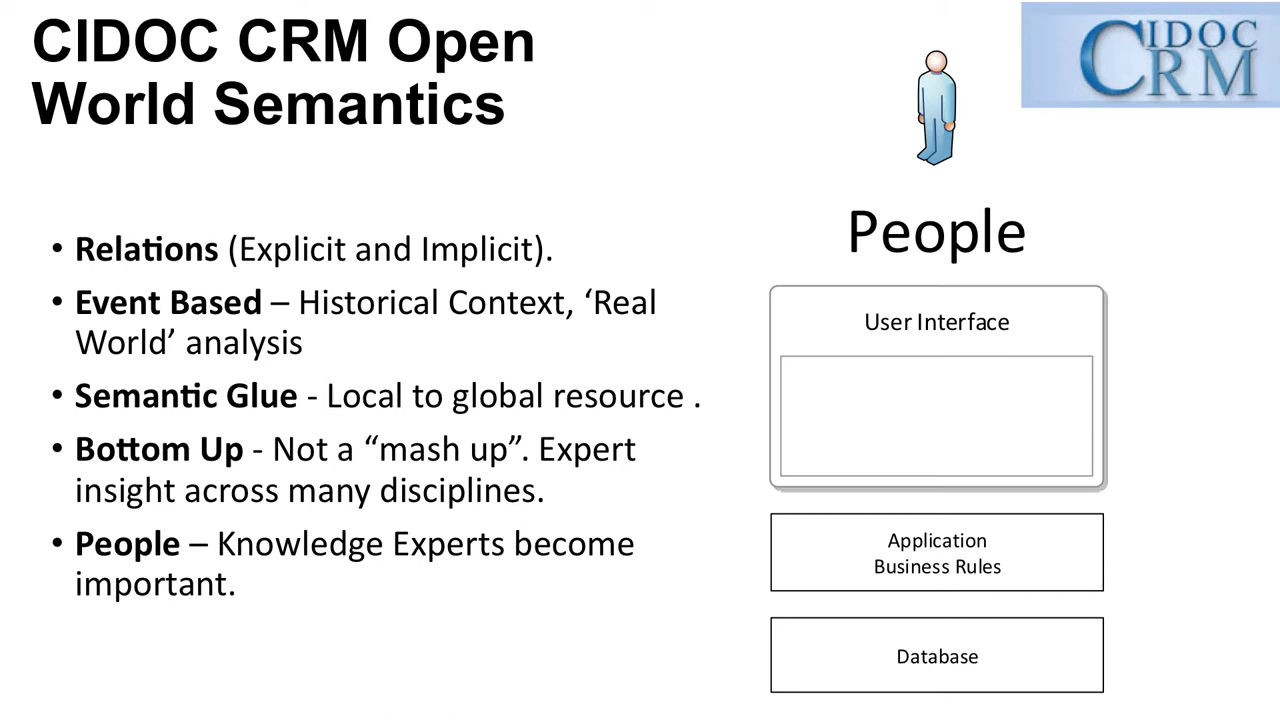 CIDOC CRM Open
World Semantics
CIDOC
CRM
• Relations (Explicit and Implicit).
• Event Based – Historical Context, ‘Real
World’ analysis
• Semantic Glue - Local to global resource .
• Bottom Up - Not a “mash up”. Expert
insight across many disciplines.
• People – Knowledge Experts become
important.
People
User Interface
Application
Business Rules
Database